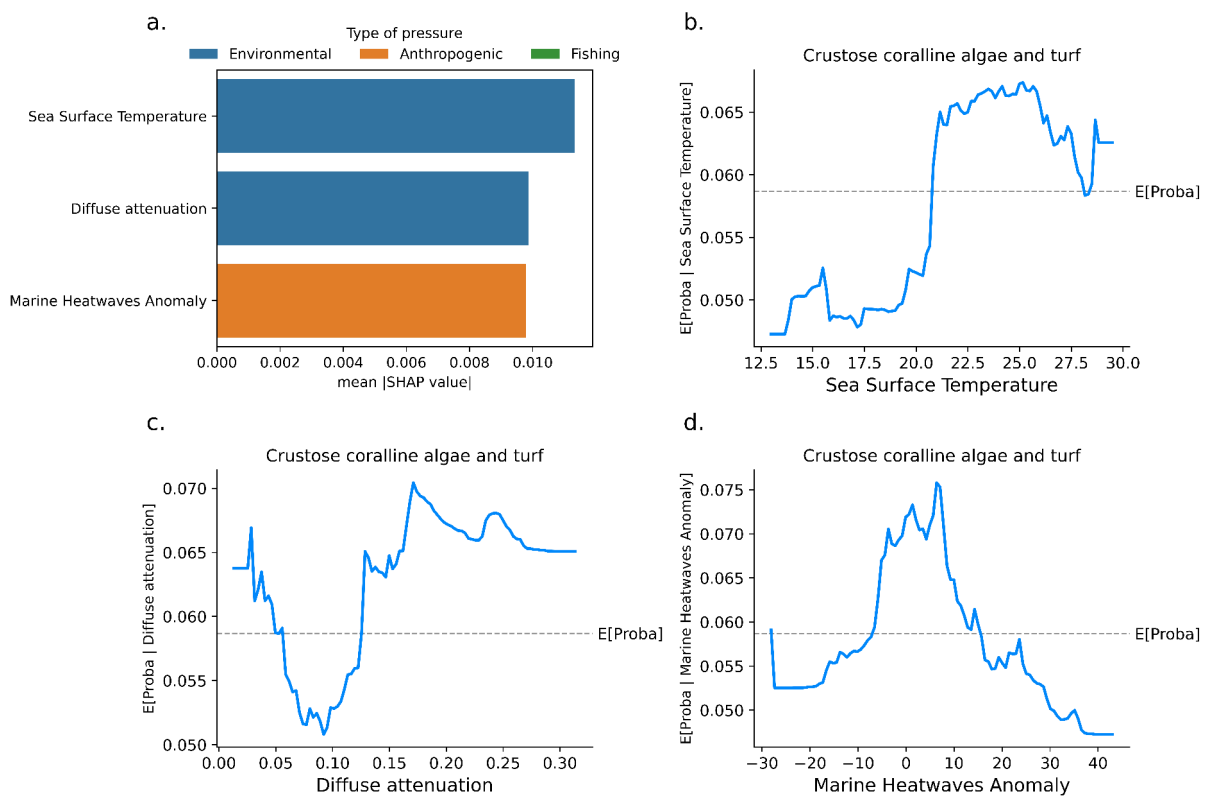 a.
Type of pressure
Environmental Anthropogenic Fishing
Sea Surface Temperature
Diffuse attenuation
Marine Heatwaves Anomaly
0.000 0.002 0.004 0.006 0.008 0.010
mean |SHAP value|
b.
Crustose coralline algae and turf
E[Proba | Sea Surface Temperature]
0.065
0.060
0.055
0.050
E[Proba]
12.5 15.0 17.5 20.0 22.5 25.0 27.5 30.0
Sea Surface Temperature
c.
Crustose coralline algae and turf
E[Proba | Diffuse attenuation]
0.070
0.065
0.060
0.055
0.050
E[Proba]
0.00 0.05 0.10 0.15 0.20 0.25 0.30
Diffuse attenuation
d.
Crustose coralline algae and turf
E[Proba | Marine Heatwaves Anomaly]
0.075
0.070
0.065
0.060
0.055
0.050
E[Proba]
−30 −20 −10 0 10 20 30 40
Marine Heatwaves Anomaly